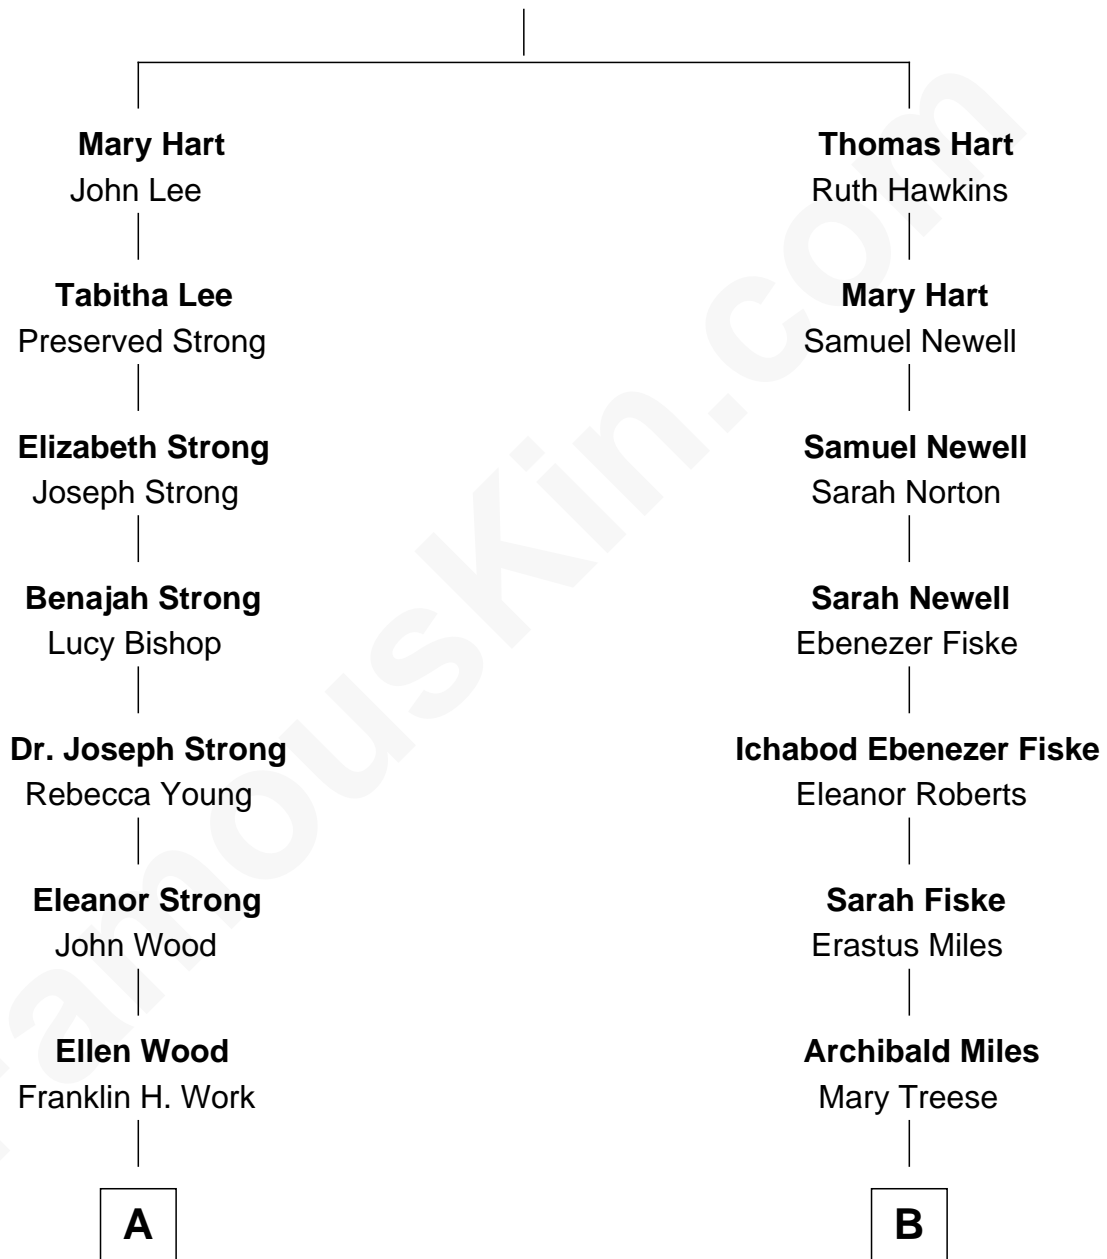 Mary Hart
John Lee
Thomas Hart
Ruth Hawkins
Tabitha Lee
Preserved Strong
Mary Hart
Samuel Newell
Elizabeth Strong
Joseph Strong
Samuel Newell
Sarah Norton
Benajah Strong
Lucy Bishop
Sarah Newell
Ebenezer Fiske
Dr. Joseph Strong
Rebecca Young
Ichabod Ebenezer Fiske
Eleanor Roberts
Eleanor Strong
John Wood
Sarah Fiske
Erastus Miles
Ellen Wood
Franklin H. Work
Archibald Miles
Mary Treese
A
B
FamousKin.com